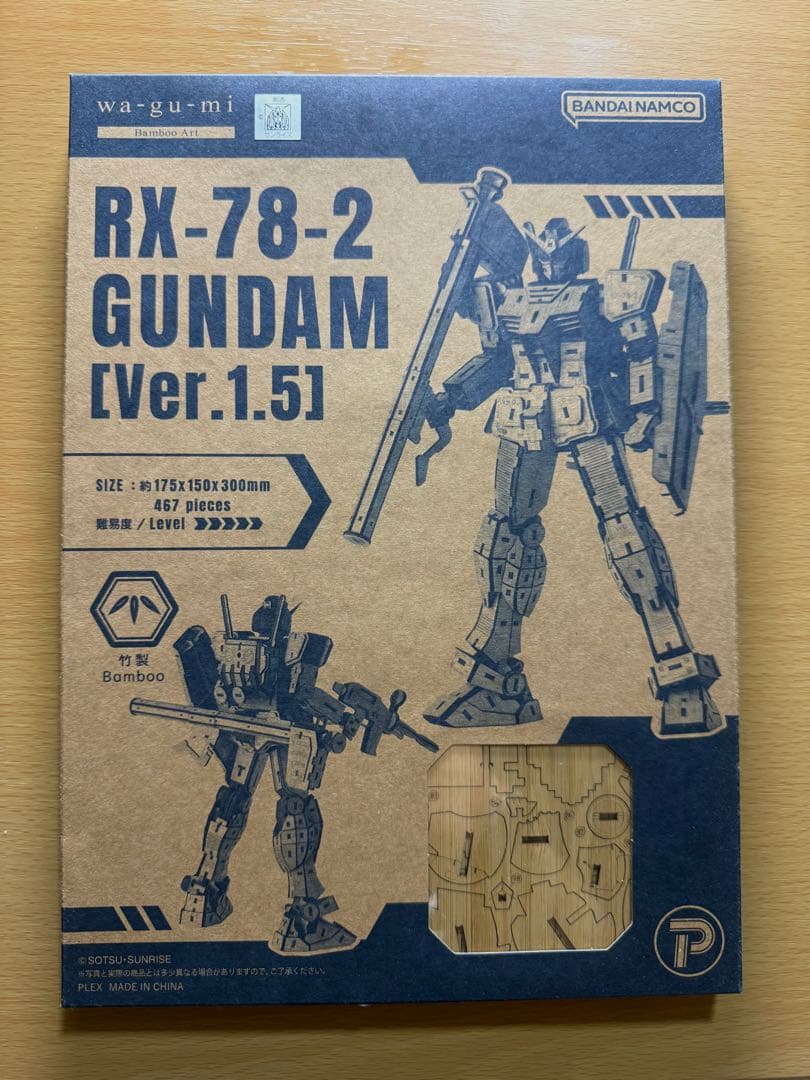 wa-gu-mi
Bamboo Art
BANDAI NAMCO
RX-78-2
GUNDAM
[Ver.1.5]
SIZE : 約175x150x300mm
467 pieces
難易度 / Level
竹製
Bamboo
©SOTSU・SUNRISE
※写真と実際の商品とは多少異なる場合がありますので、ご了承ください。
PLEX MADE IN CHINA